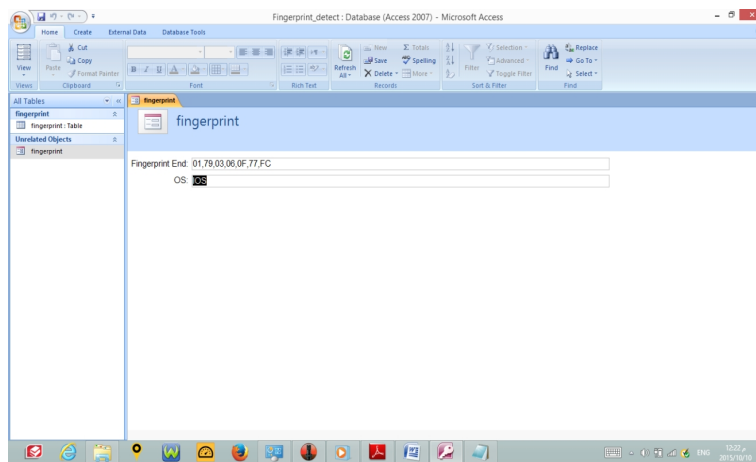 Fingerprint_detect : Database (Access 2007) - Microsoft Access
Home Create External Data Database Tools
View
Views
Paste
Cut
Copy
Format Painter
Clipboard
B I U A
Font
Rich Text
Refresh All
New
Save
Delete
Totals
Spelling
More
Records
Filter
Selection
Advanced
Toggle Filter
Sort & Filter
Find
Replace
Go To
Select
Find
All Tables
fingerprint
fingerprint : Table
Unrelated Objects
fingerprint
fingerprint
fingerprint
Fingerprint End: 01,79,03,06,0F,77,FC
OS: IOS
ENG
12:22 م
2015/10/10